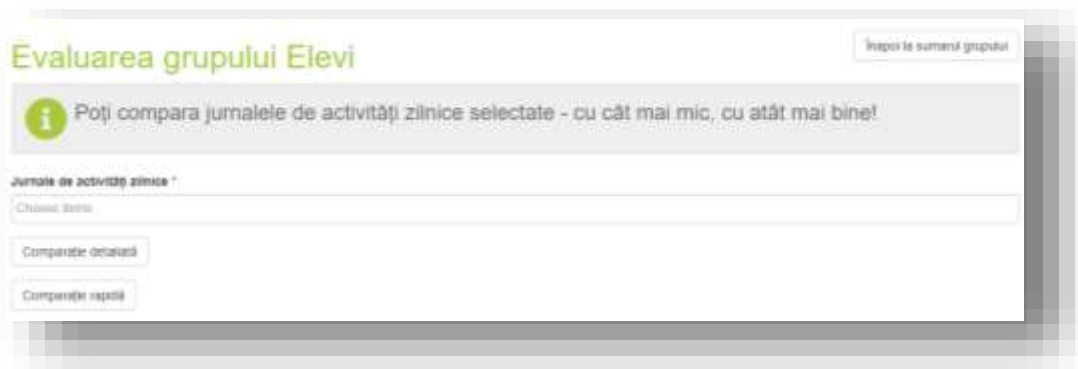 Evaluarea grupului Elevi
Înapoi la sumarul grupului
Poți compara jurnalele de activități zilnice selectate - cu cât mai mic, cu atât mai bine!
Jurnale de activități zilnice *
Choose items
Comparație detaliată
Comparație rapidă